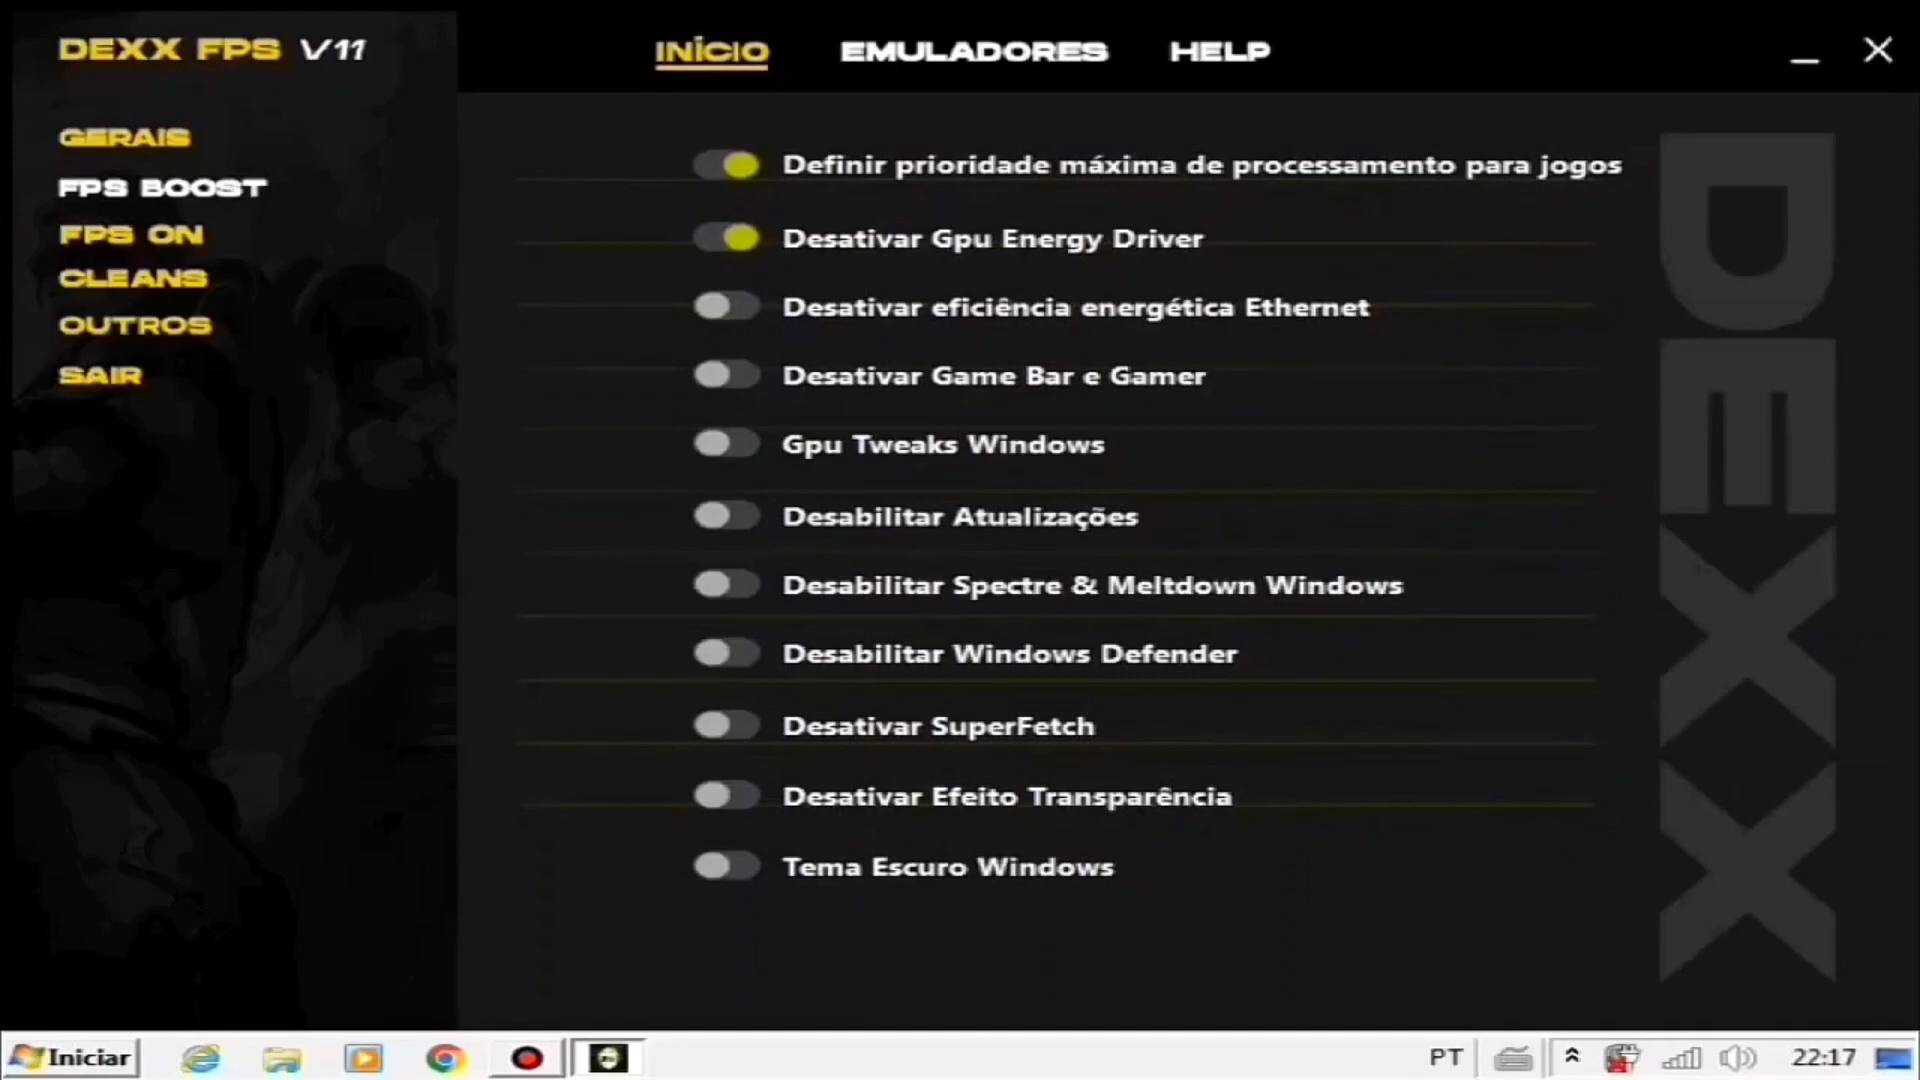 DEXX FPS V11
INÍCIO
EMULADORES
HELP
GERAIS
FPS BOOST
FPS ON
CLEANS
OUTROS
SAIR
Definir prioridade máxima de processamento para jogos
Desativar Gpu Energy Driver
Desativar eficiência energética Ethernet
Desativar Game Bar e Gamer
Gpu Tweaks Windows
Desabilitar Atualizações
Desabilitar Spectre & Meltdown Windows
Desabilitar Windows Defender
Desativar SuperFetch
Desativar Efeito Transparência
Tema Escuro Windows
DEXX
Iniciar
PT
22:17